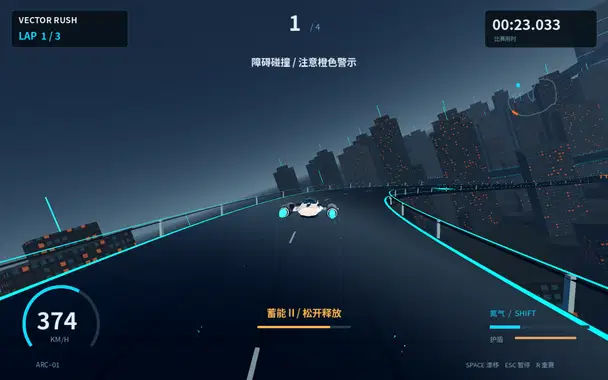 VECTOR RUSH
LAP 1 / 3
1 / 4
00:23.033
比赛用时
障碍碰撞 / 注意橙色警示
蓄能 II / 松开释放
374
KM/H
氮气 / SHIFT
护盾
ARC-01
SPACE 漂移 ESC 暂停 R 重赛